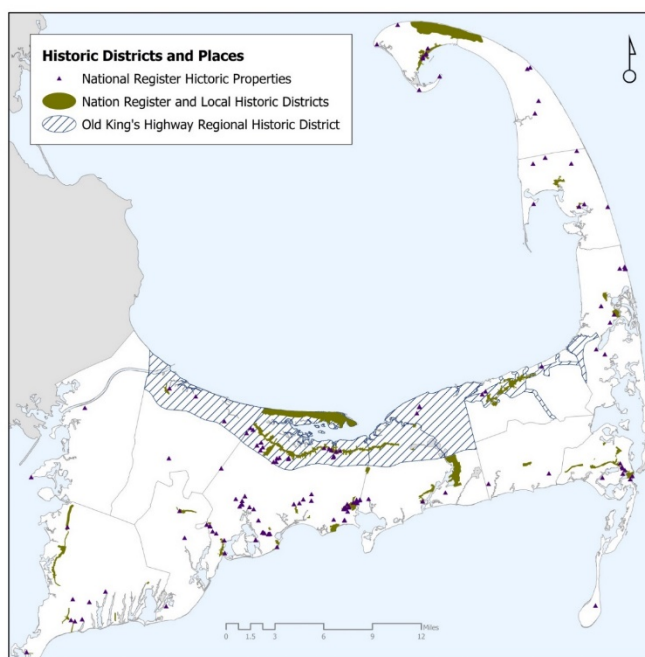 Historic Districts and Places
National Register Hictoric Properties
Nation Register and Local Historic Districts
Old King's Highway Regional Historic District
Miles
0 1.5 3 6 9 12